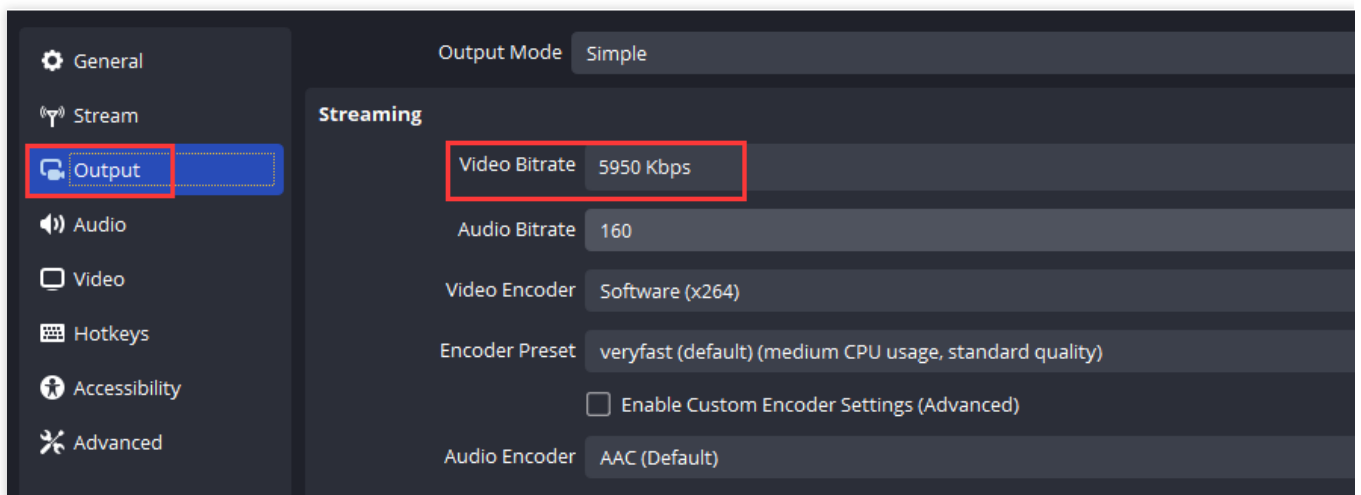 General
Stream
Output
Audio
Video
Hotkeys
Accessibility
Advanced
Output Mode Simple
Streaming
Video Bitrate 5950 Kbps
Audio Bitrate 160
Video Encoder Software (x264)
Encoder Preset veryfast (default) (medium CPU usage, standard quality)
Enable Custom Encoder Settings (Advanced)
Audio Encoder AAC (Default)